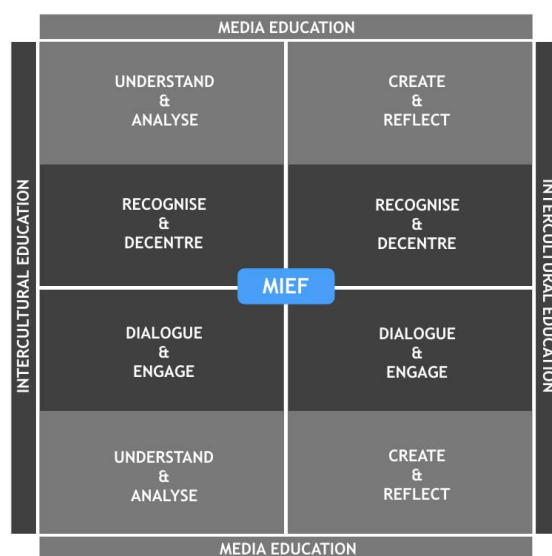 MEDIA EDUCATION
UNDERSTAND
&
ANALYSE
CREATE
&
REFLECT
INTERCULTURAL EDUCATION
RECOGNISE
&
DECENTRE
RECOGNISE
&
DECENTRE
INTERCULTURAL EDUCATION
MIEF
DIALOGUE
&
ENGAGE
DIALOGUE
&
ENGAGE
UNDERSTAND
&
ANALYSE
CREATE
&
REFLECT
MEDIA EDUCATION